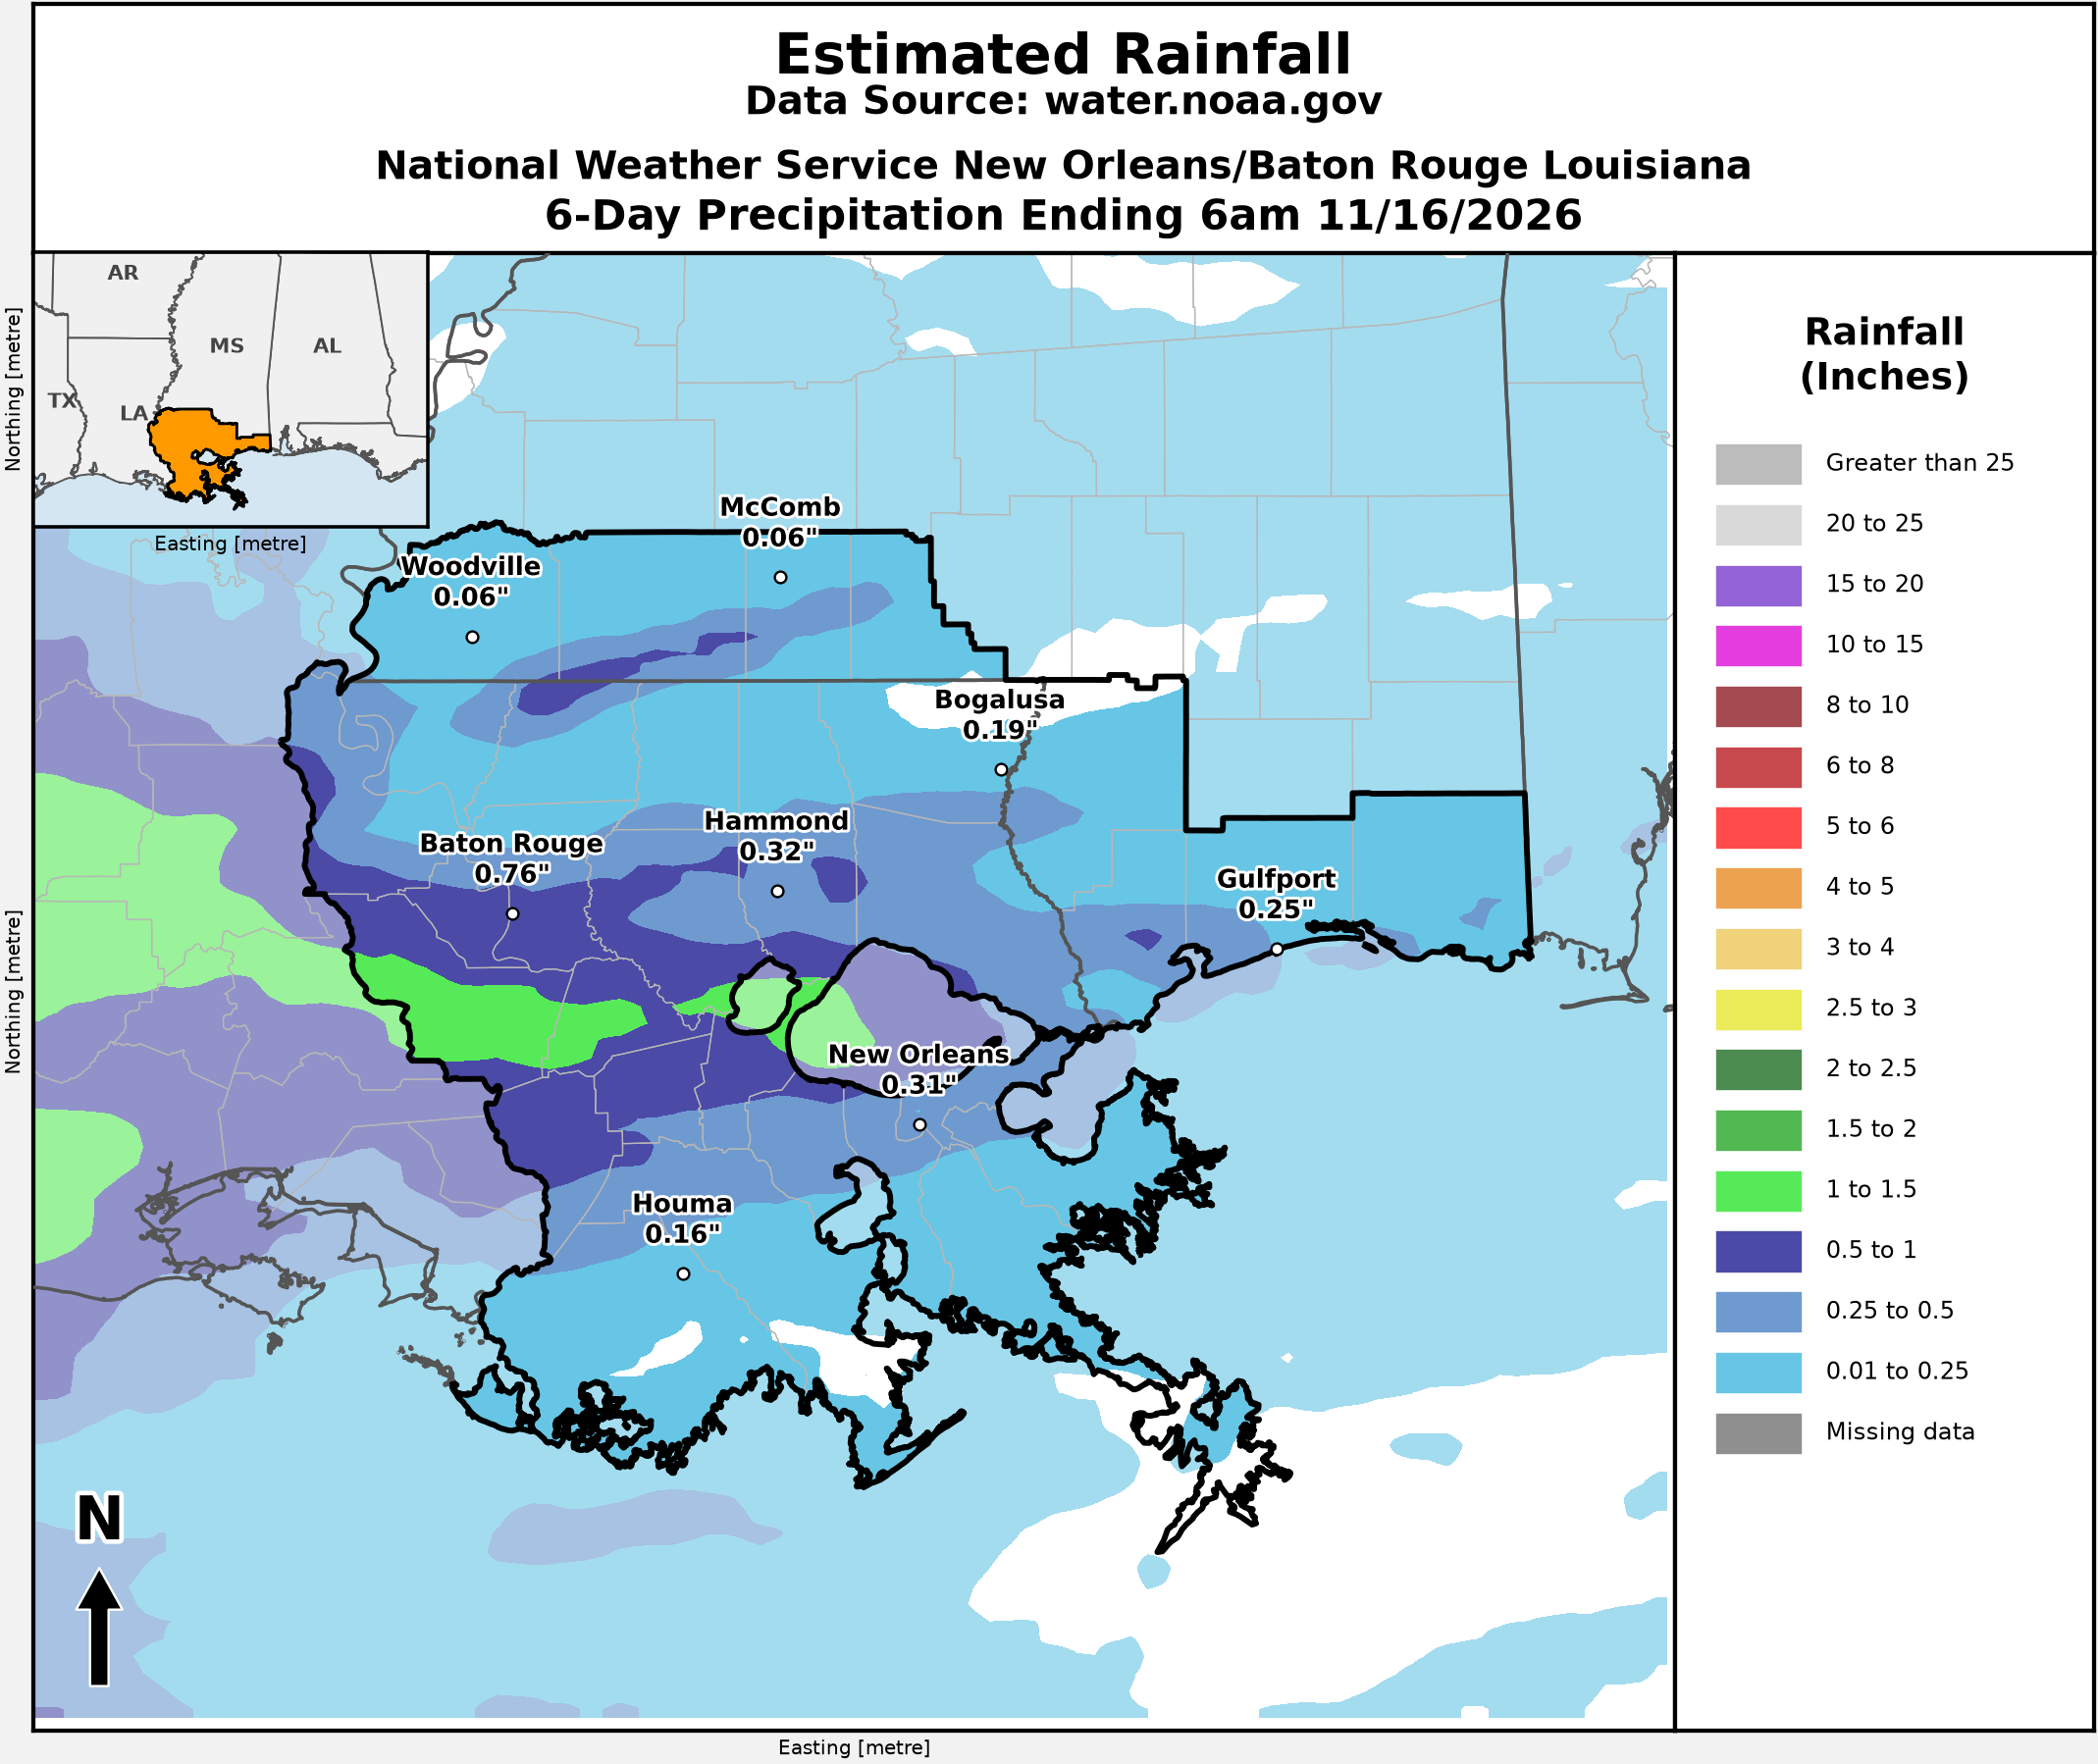 Estimated Rainfall
Data Source: water.noaa.gov
National Weather Service New Orleans/Baton Rouge Louisiana
6-Day Precipitation Ending 6am 11/16/2026
Northing [metre]
AR
MS
AL
TX
LA
Easting [metre]
McComb
0.06"
Woodville
0.06"
Bogalusa
0.19"
Hammond
0.32"
Baton Rouge
0.76"
Gulfport
0.25"
New Orleans
0.31"
Houma
0.16"
N
Northing [metre]
Easting [metre]
Rainfall
(Inches)
Greater than 25
20 to 25
15 to 20
10 to 15
8 to 10
6 to 8
5 to 6
4 to 5
3 to 4
2.5 to 3
2 to 2.5
1.5 to 2
1 to 1.5
0.5 to 1
0.25 to 0.5
0.01 to 0.25
Missing data